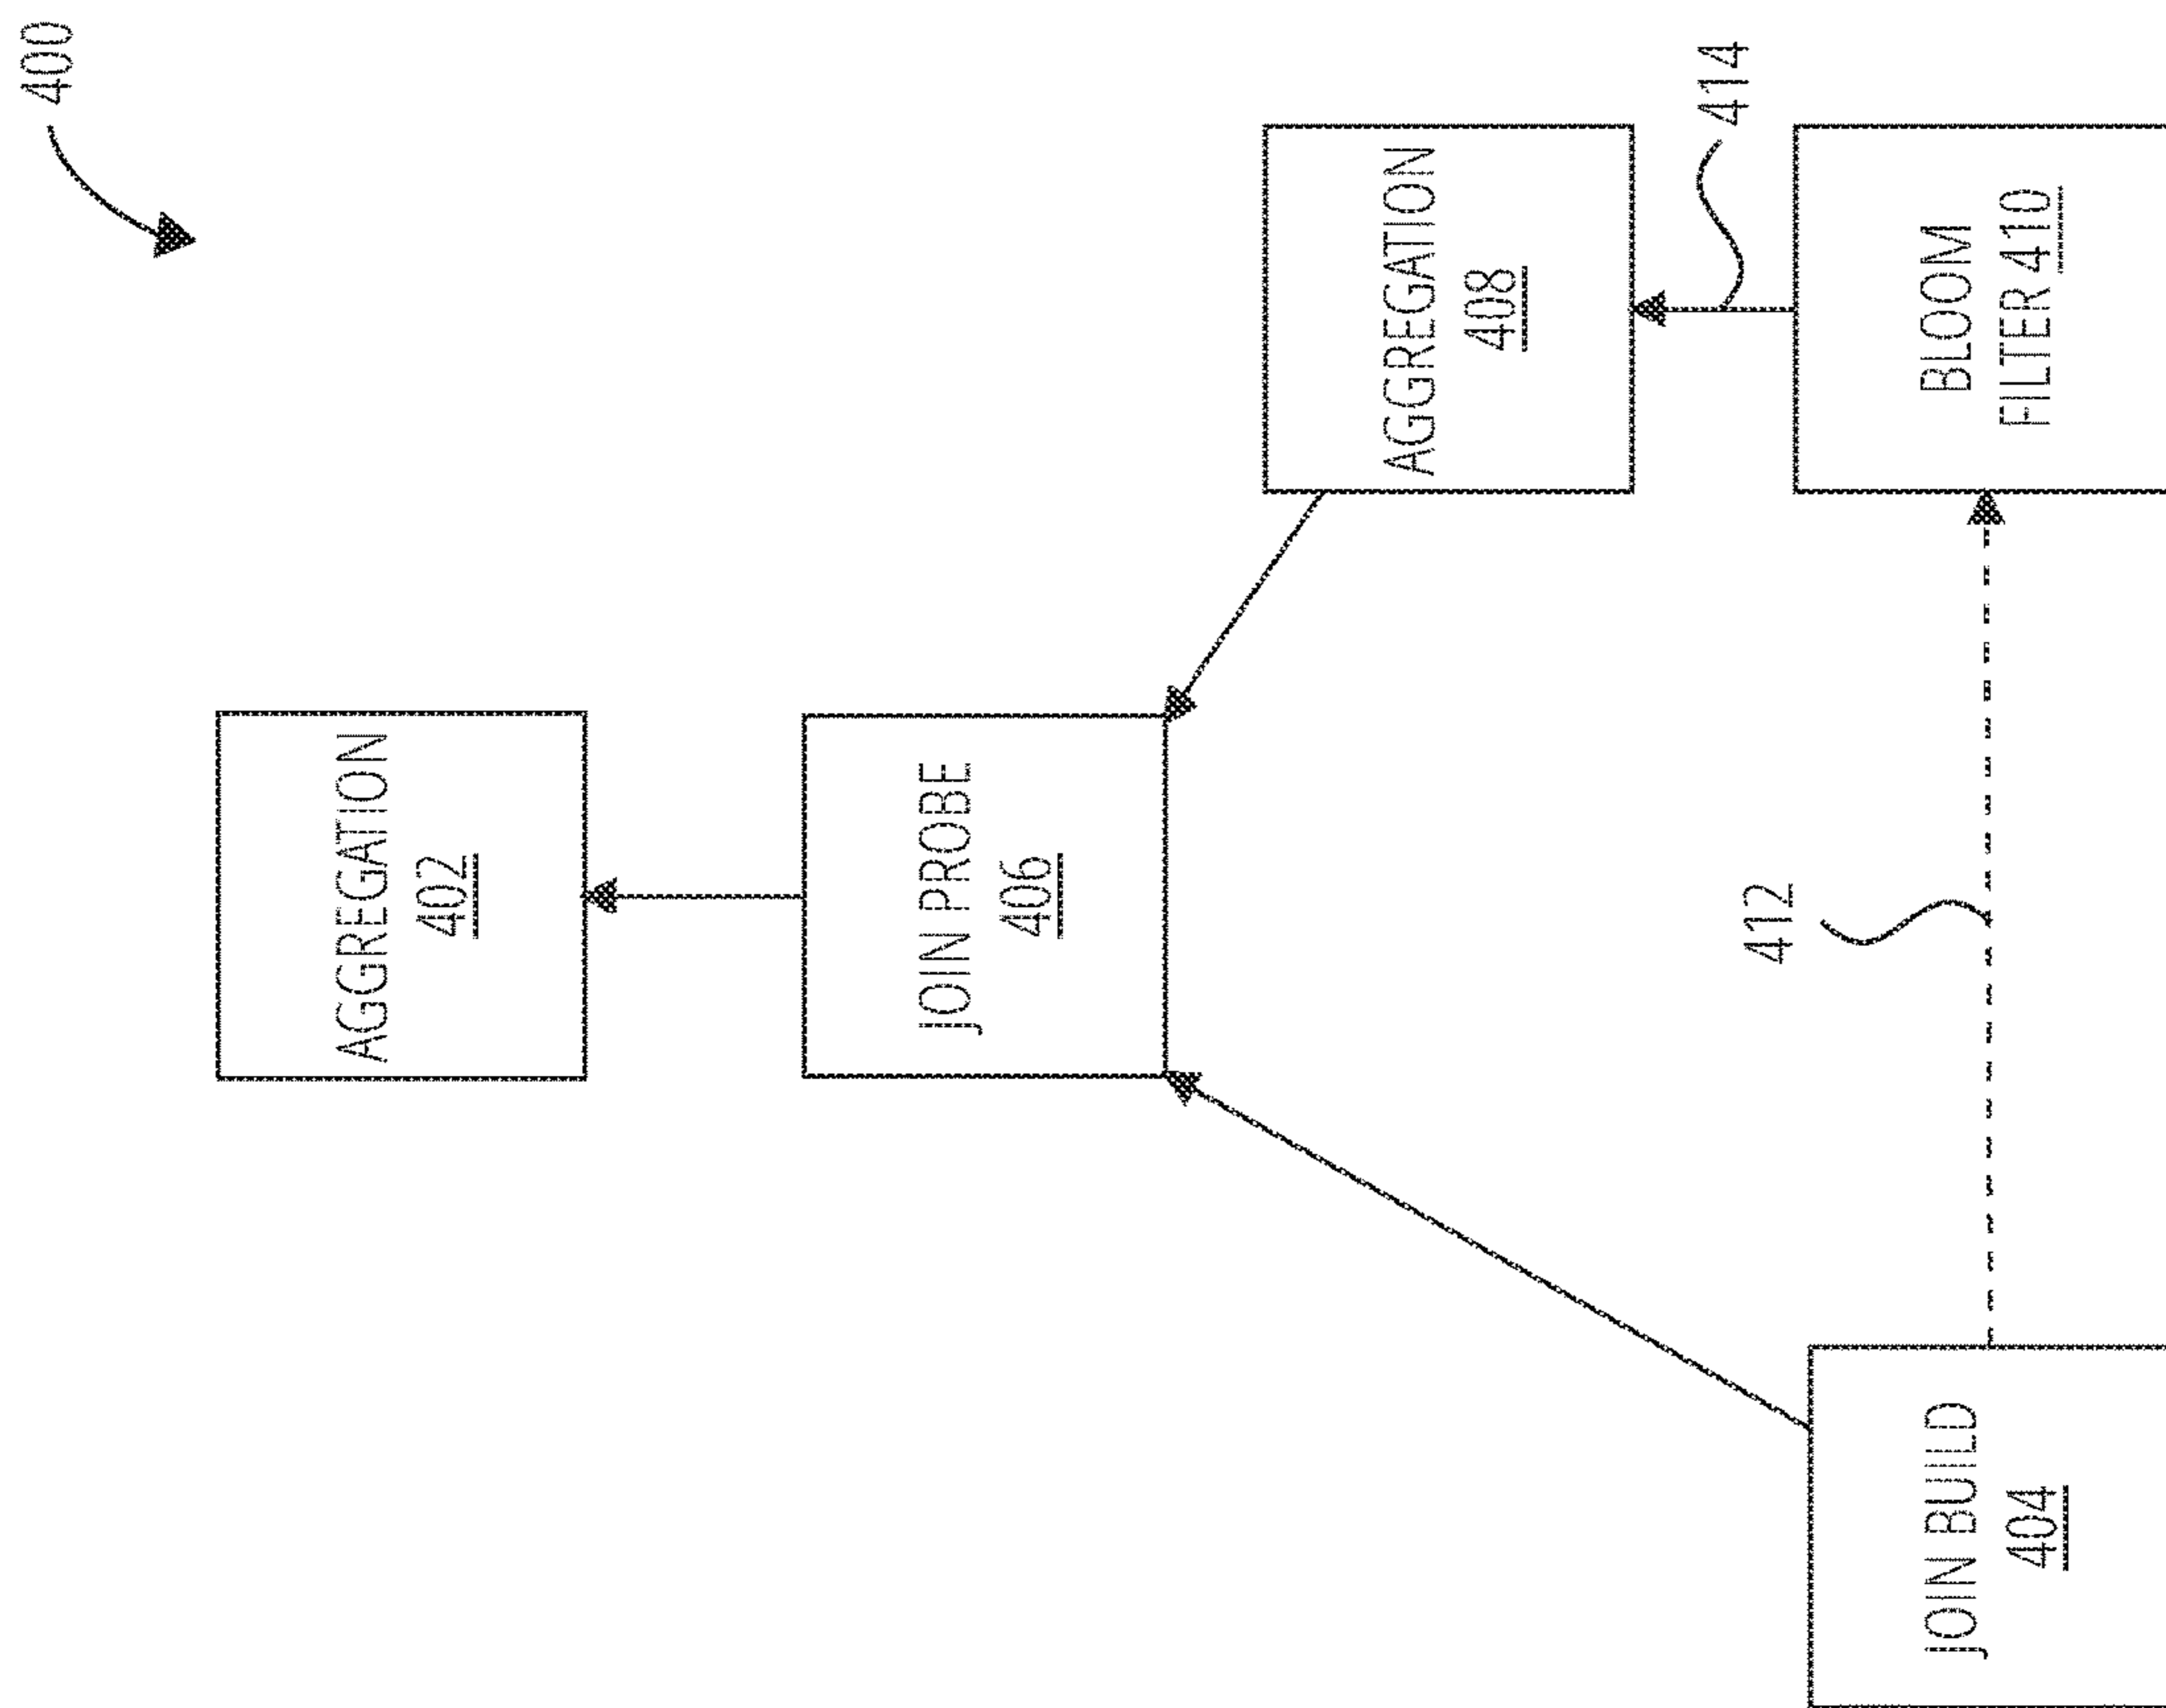 400
AGGREGATION
402
JOIN PROBE
406
AGGREGATION
408
414
BLOOM
FILTER 410
412
JOIN BUILD
404